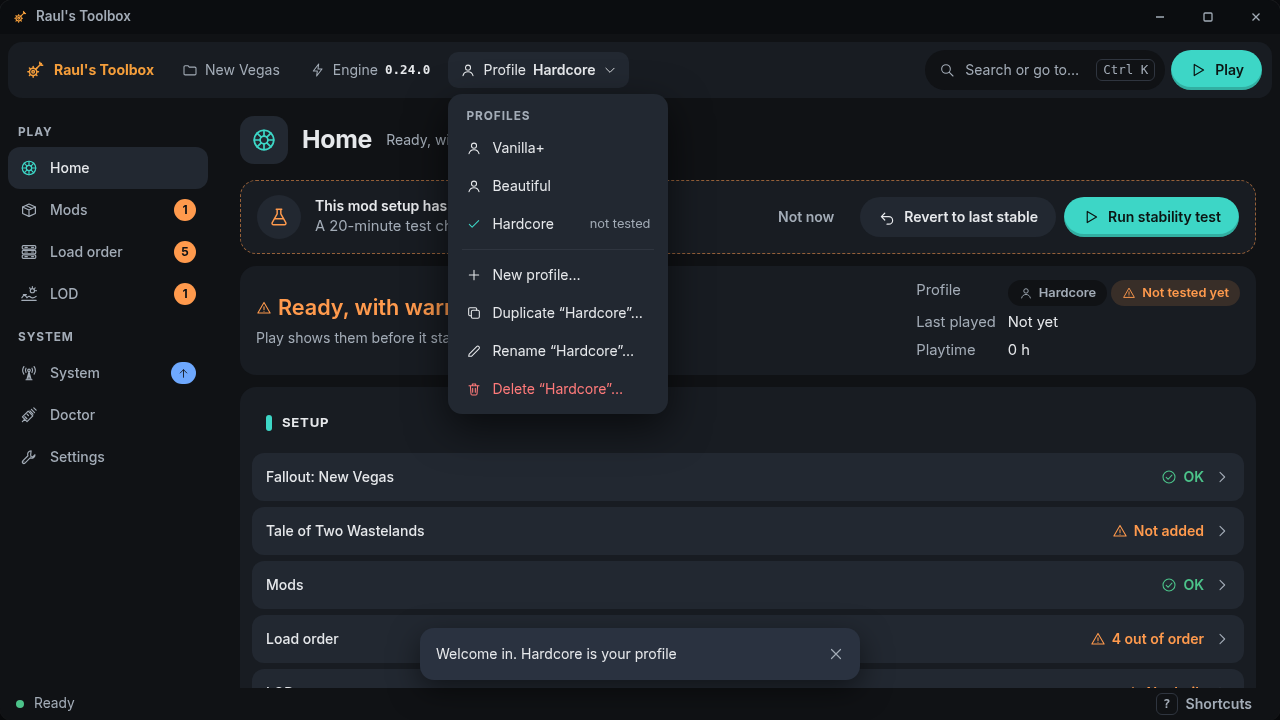 Raul's Toolbox
Raul's Toolbox
New Vegas
Engine 0.24.0
Profile Hardcore
Search or go to...
Ctrl K
Play
PLAY
Home
Mods
1
Load order
5
LOD
1
SYSTEM
System
Doctor
Settings
Home
Ready, wi
PROFILES
Vanilla+
Beautiful
Hardcore
not tested
New profile...
Duplicate “Hardcore”...
Rename “Hardcore”...
Delete “Hardcore”...
This mod setup has
A 20-minute test ch
Not now
Revert to last stable
Run stability test
Ready, with warn
Play shows them before it sta
Profile
Hardcore
Not tested yet
Last played Not yet
Playtime 0 h
SETUP
Fallout: New Vegas
OK
Tale of Two Wastelands
Not added
Mods
OK
Load order
4 out of order
Welcome in. Hardcore is your profile
Ready
? Shortcuts